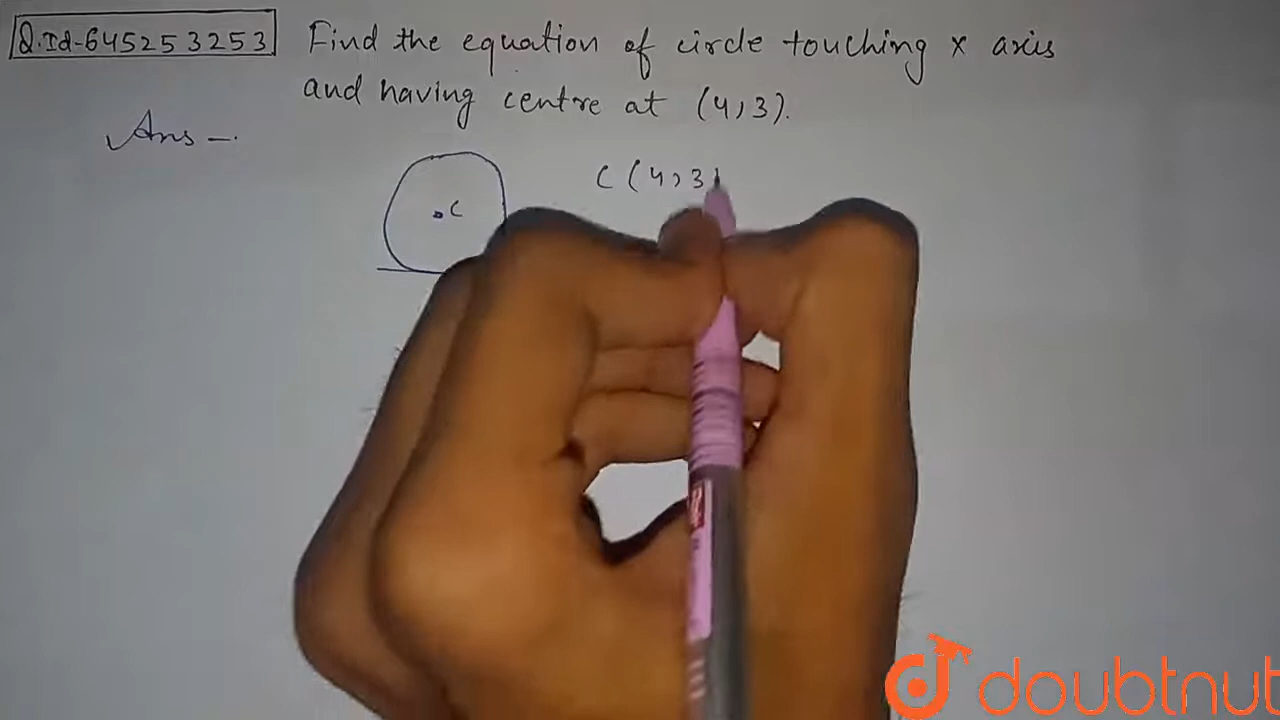 Q.Id-645253253 Find the equation of circle touching x axis
and having centre at (4,3).
Ans -.
C (4,3)
C
doubtnut